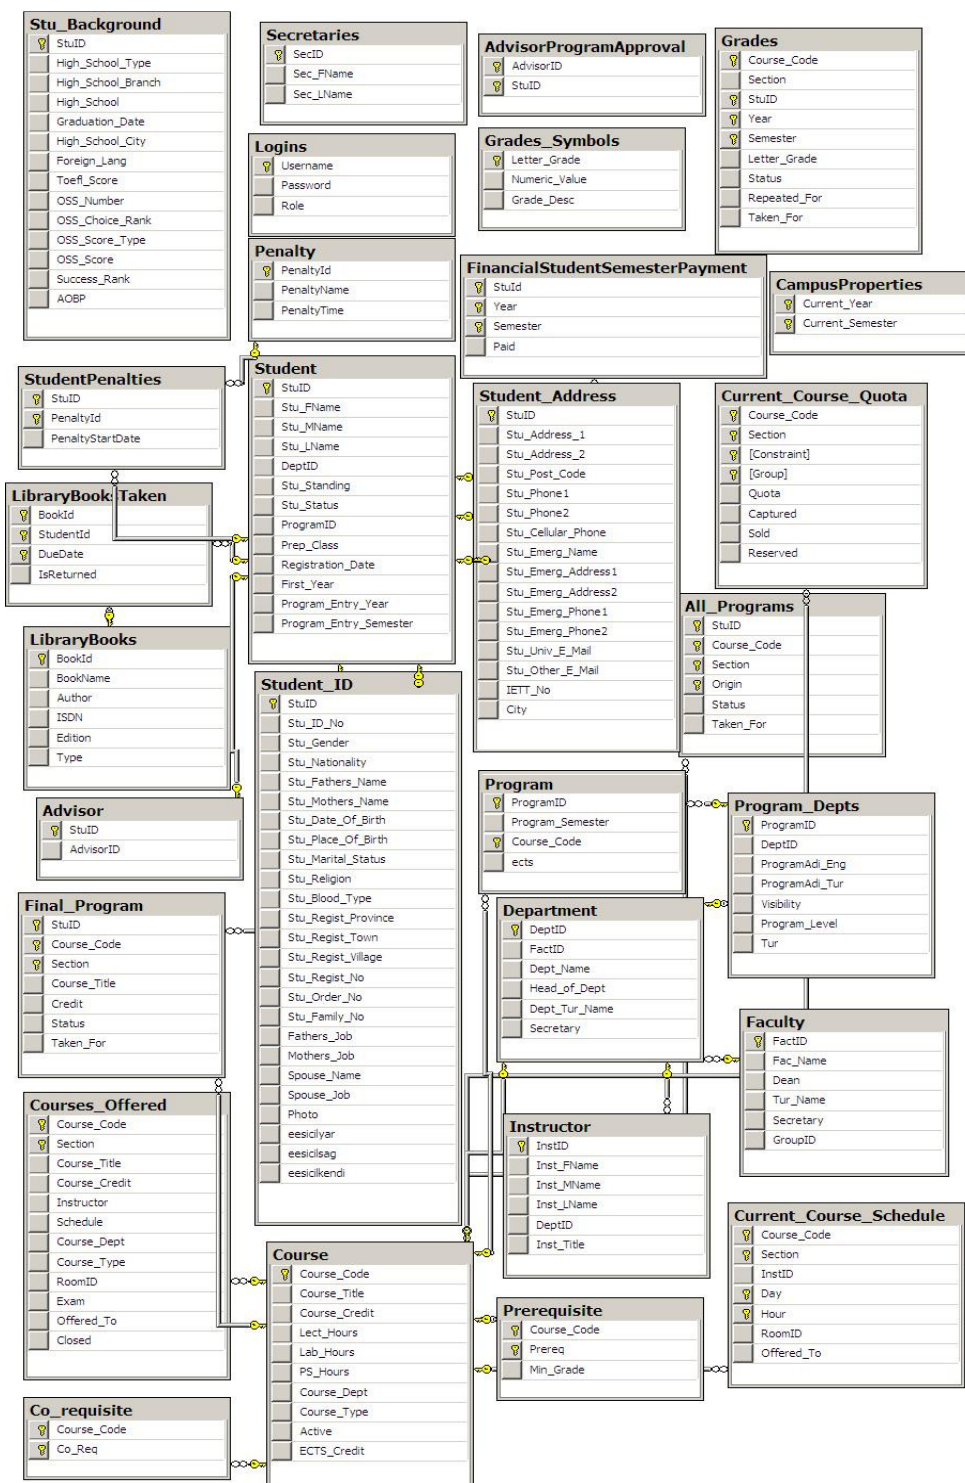 Stu_Background
StuID
High_School_Type
High_School_Branch
High_School
Graduation_Date
High_School_City
Foreign_Lang
Toefl_Score
OSS_Number
OSS_Choice_Rank
OSS_Score_Type
OSS_Score
Success_Rank
AOBP
Secretaries
SecID
Sec_FName
Sec_LName
AdvisorProgramApproval
AdvisorID
StuID
Grades
Course_Code
Section
StuID
Year
Semester
Letter_Grade
Status
Repeated_For
Taken_For
Logins
Username
Password
Role
Grades_Symbols
Letter_Grade
Numeric_Value
Grade_Desc
Penalty
PenaltyId
PenaltyName
PenaltyTime
FinancialStudentSemesterPayment
StuId
Year
Semester
Paid
CampusProperties
Current_Year
Current_Semester
StudentPenalties
StuID
PenaltyId
PenaltyStartDate
Student
StuID
Stu_FName
Stu_MName
Stu_LName
DeptID
Stu_Standing
Stu_Status
ProgramID
Prep_Class
Registration_Date
First_Year
Program_Entry_Year
Program_Entry_Semester
Student_Address
StuID
Stu_Address_1
Stu_Address_2
Stu_Post_Code
Stu_Phone1
Stu_Phone2
Stu_Cellular_Phone
Stu_Emerg_Name
Stu_Emerg_Address1
Stu_Emerg_Address2
Stu_Emerg_Phone1
Stu_Emerg_Phone2
Stu_Univ_E_Mail
Stu_Other_E_Mail
IETT_No
City
Current_Course_Quota
Course_Code
Section
[Constraint]
[Group]
Quota
Captured
Sold
Reserved
LibraryBooksTaken
BookId
StudentId
DueDate
IsReturned
All_Programs
StuID
Course_Code
Section
Origin
Status
Taken_For
LibraryBooks
BookId
BookName
Author
ISDN
Edition
Type
Student_ID
StuID
Stu_ID_No
Stu_Gender
Stu_Nationality
Stu_Fathers_Name
Stu_Mothers_Name
Stu_Date_Of_Birth
Stu_Place_Of_Birth
Stu_Marital_Status
Stu_Religion
Stu_Blood_Type
Stu_Regist_Province
Stu_Regist_Town
Stu_Regist_Village
Stu_Regist_No
Stu_Order_No
Stu_Family_No
Fathers_Job
Mothers_Job
Spouse_Name
Spouse_Job
Photo
eesicilyar
eesicilsag
eesicilkendi
Program
ProgramID
Program_Semester
Course_Code
ects
Program_Depts
ProgramID
DeptID
ProgramAdi_Eng
ProgramAdi_Tur
Visibility
Program_Level
Tur
Advisor
StuID
AdvisorID
Final_Program
StuID
Course_Code
Section
Course_Title
Credit
Status
Taken_For
Department
DeptID
FactID
Dept_Name
Head_of_Dept
Dept_Tur_Name
Secretary
Faculty
FactID
Fac_Name
Dean
Tur_Name
Secretary
GroupID
Courses_Offered
Course_Code
Section
Course_Title
Course_Credit
Instructor
Schedule
Course_Dept
Course_Type
RoomID
Exam
Offered_To
Closed
Instructor
InstID
Inst_FName
Inst_MName
Inst_LName
DeptID
Inst_Title
Current_Course_Schedule
Course_Code
Section
InstID
Day
Hour
RoomID
Offered_To
Course
Course_Code
Course_Title
Course_Credit
Lect_Hours
Lab_Hours
PS_Hours
Course_Dept
Course_Type
Active
ECTS_Credit
Prerequisite
Course_Code
Prereq
Min_Grade
Co_requisite
Course_Code
Co_Req